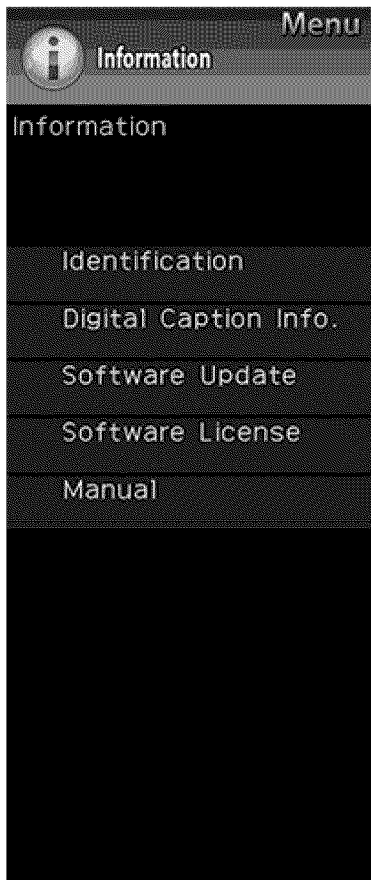 Menu
Information
Information
Identification
Digital Caption Info.
Software Update
Software License
Manual